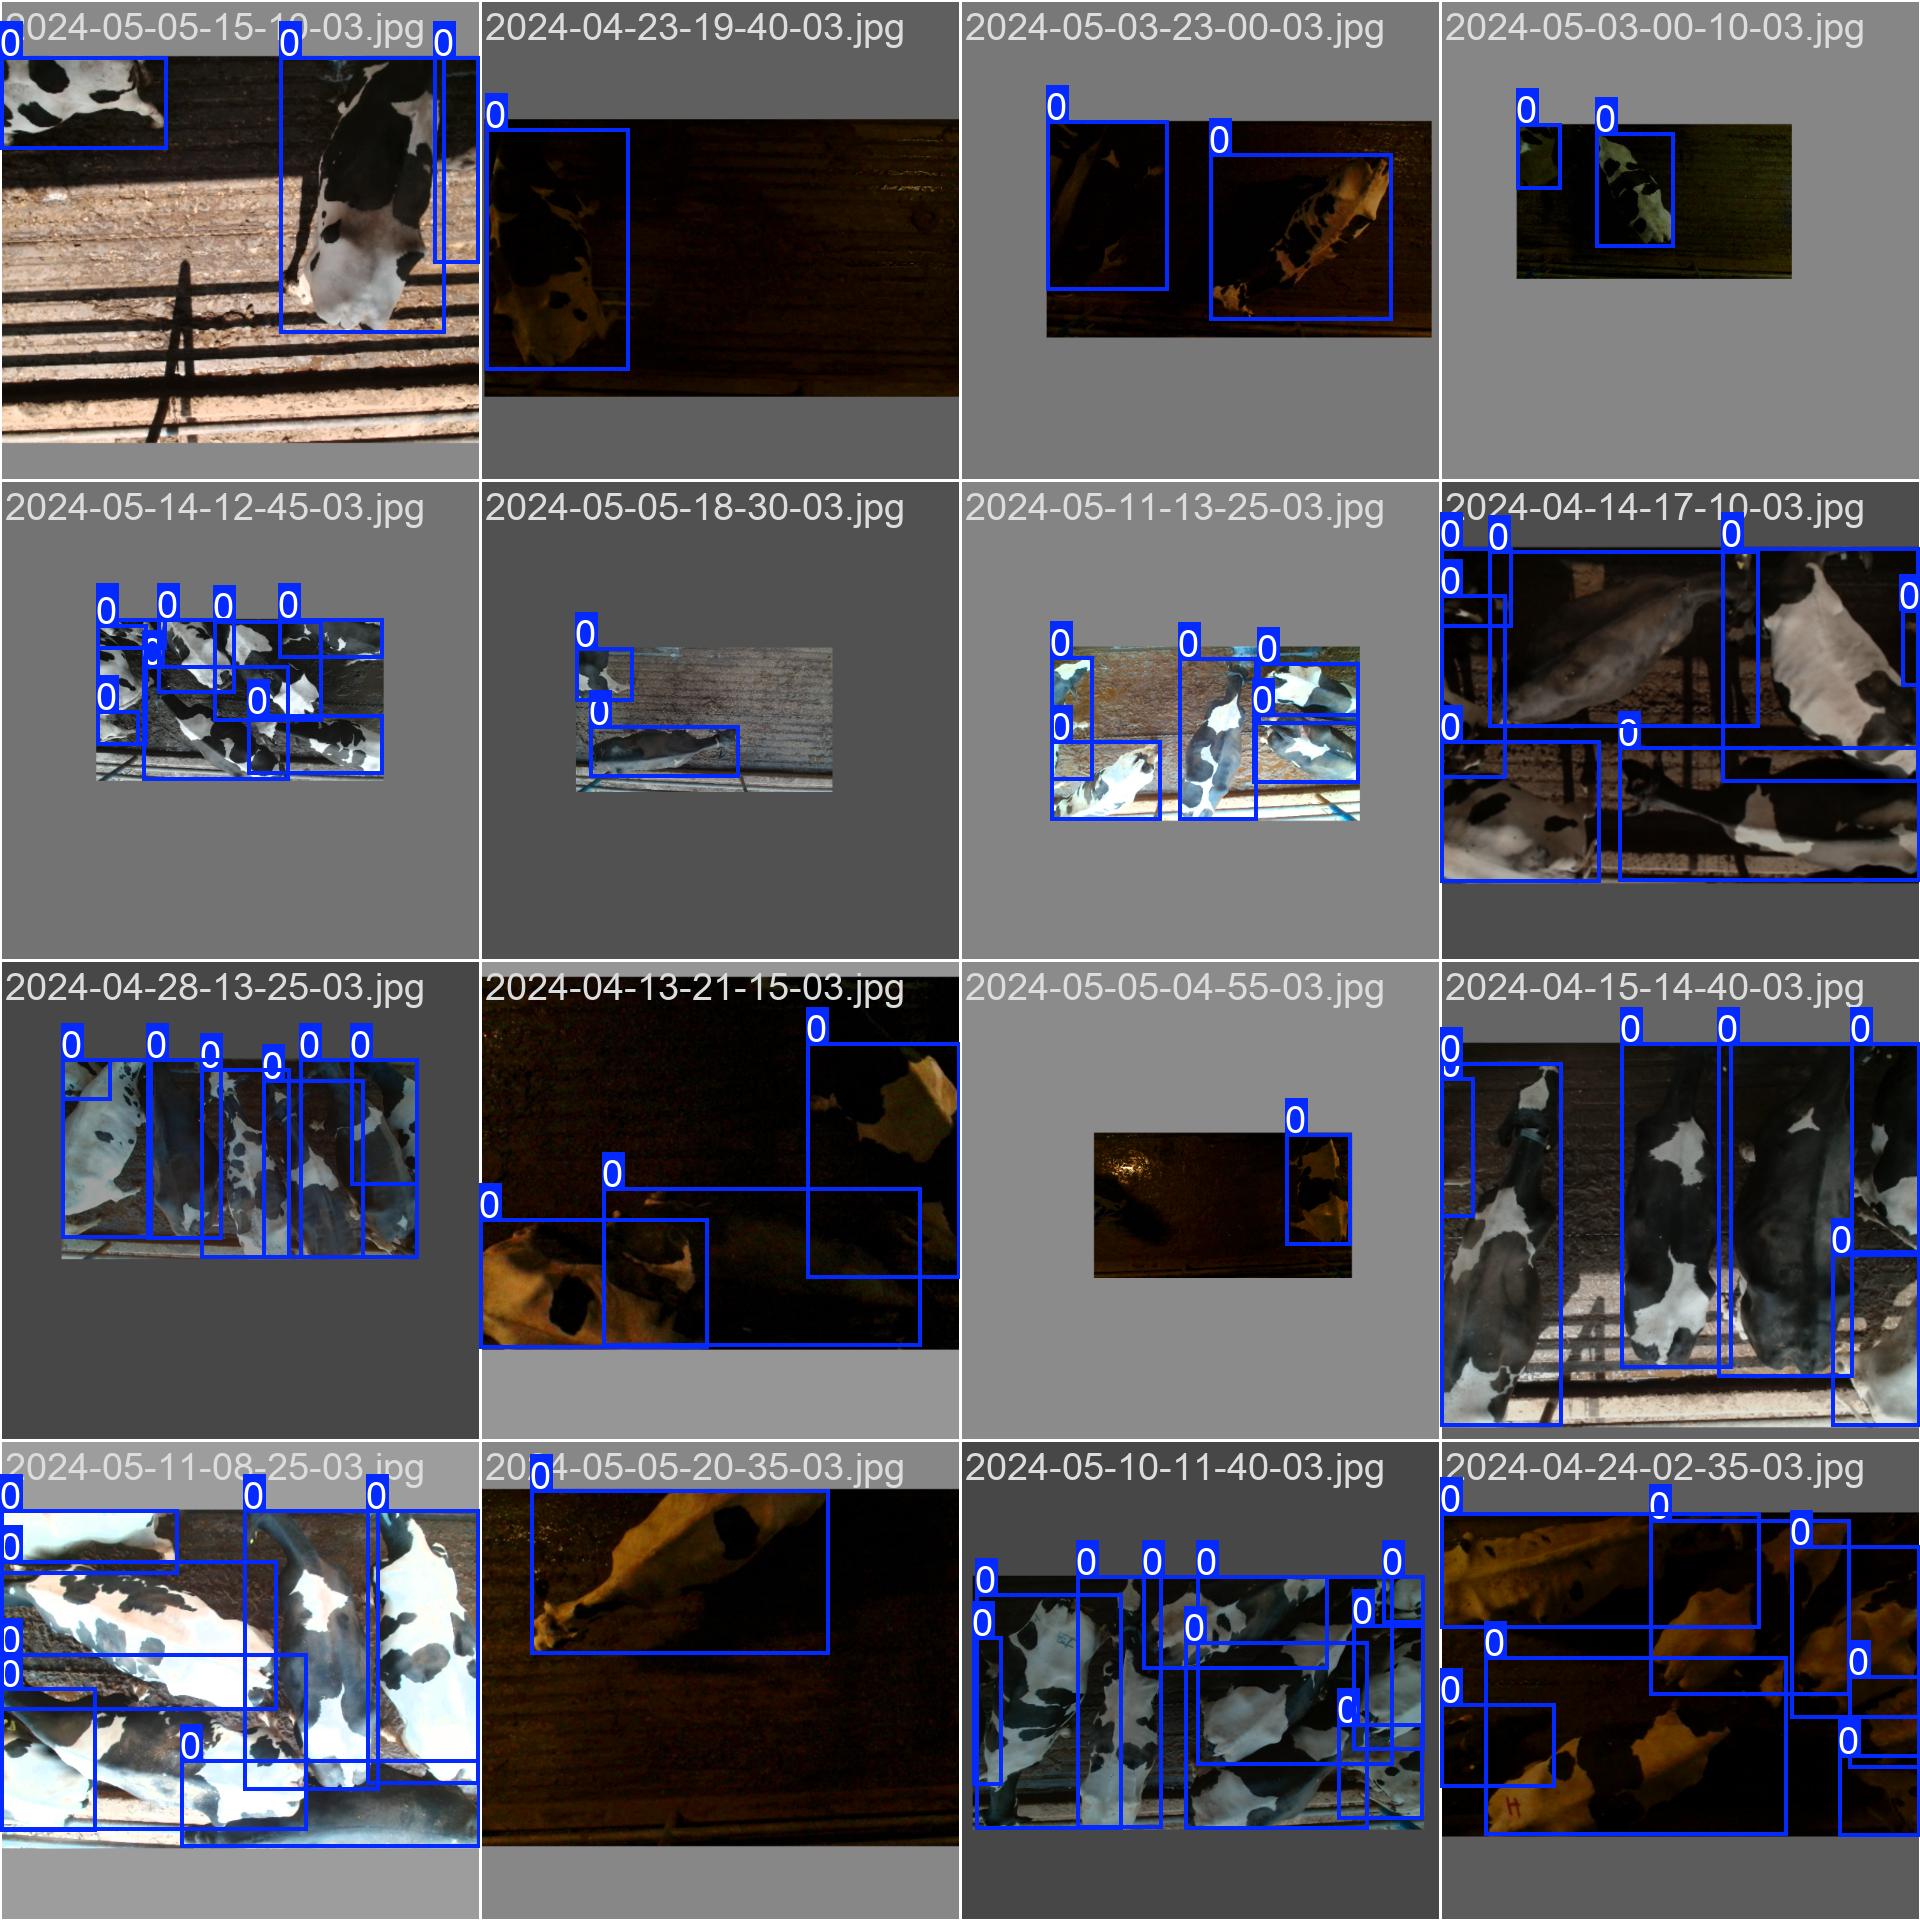 2024-05-05-15-10-03.jpg
2024-04-23-19-40-03.jpg
2024-05-03-23-00-03.jpg
2024-05-03-00-10-03.jpg
0 0 0
0
0 0
0 0
2024-05-14-12-45-03.jpg
2024-05-05-18-30-03.jpg
2024-05-11-13-25-03.jpg
2024-04-14-17-10-03.jpg
0 0 0 0
0 0
0
0
0 0 0
0 0
0 0 0
0 0
0 0
2024-04-28-13-25-03.jpg
2024-04-13-21-15-03.jpg
2024-05-05-04-55-03.jpg
2024-04-15-14-40-03.jpg
0 0 0 0 0 0
0
0
0
0
0 0 0 0
0
2024-05-11-08-25-03.jpg
2024-05-05-20-35-03.jpg
2024-05-10-11-40-03.jpg
2024-04-24-02-35-03.jpg
0 0 0
0
0
0
0
0
0 0 0 0 0
0 0 0
0
0 0 0
0 0
0 0
H